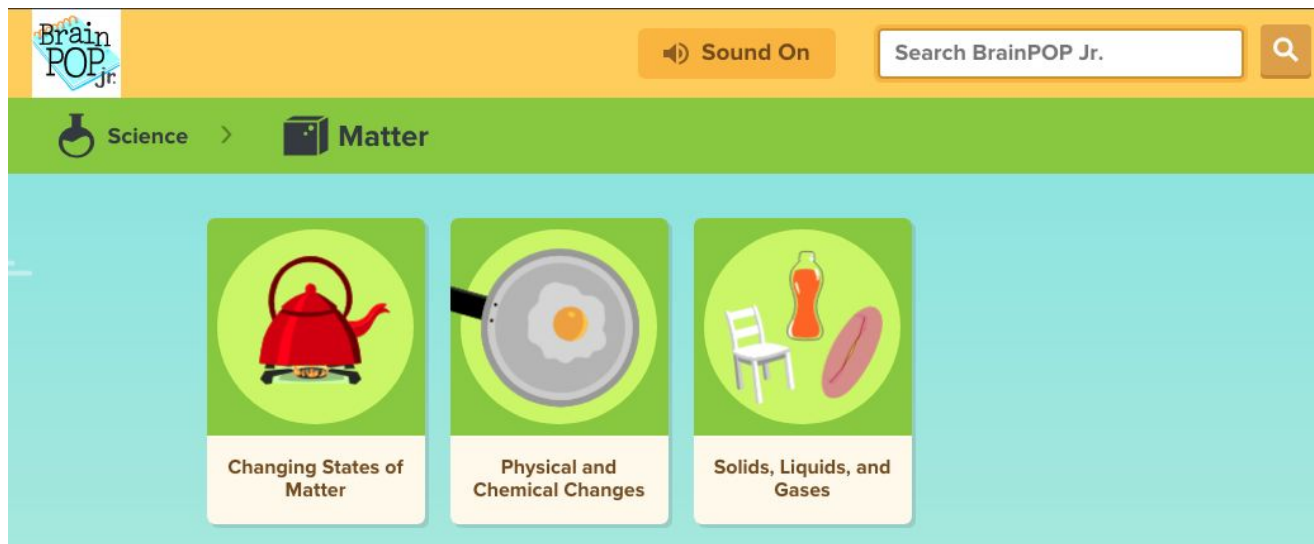 Brain
POP
jr.
Sound On
Search BrainPOP Jr.
Science > Matter
Changing States of
Matter
Physical and
Chemical Changes
Solids, Liquids, and
Gases